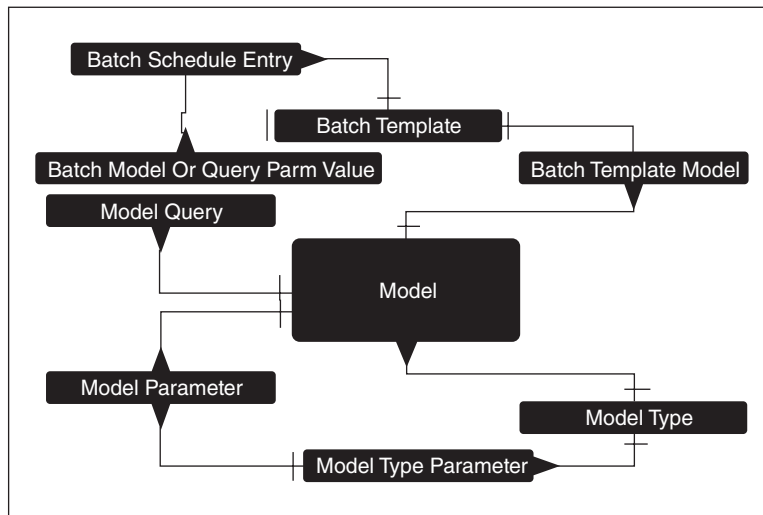 Batch Schedule Entry
Batch Template
Batch Model Or Query Parm Value
Batch Template Model
Model Query
Model
Model Parameter
Model Type
Model Type Parameter